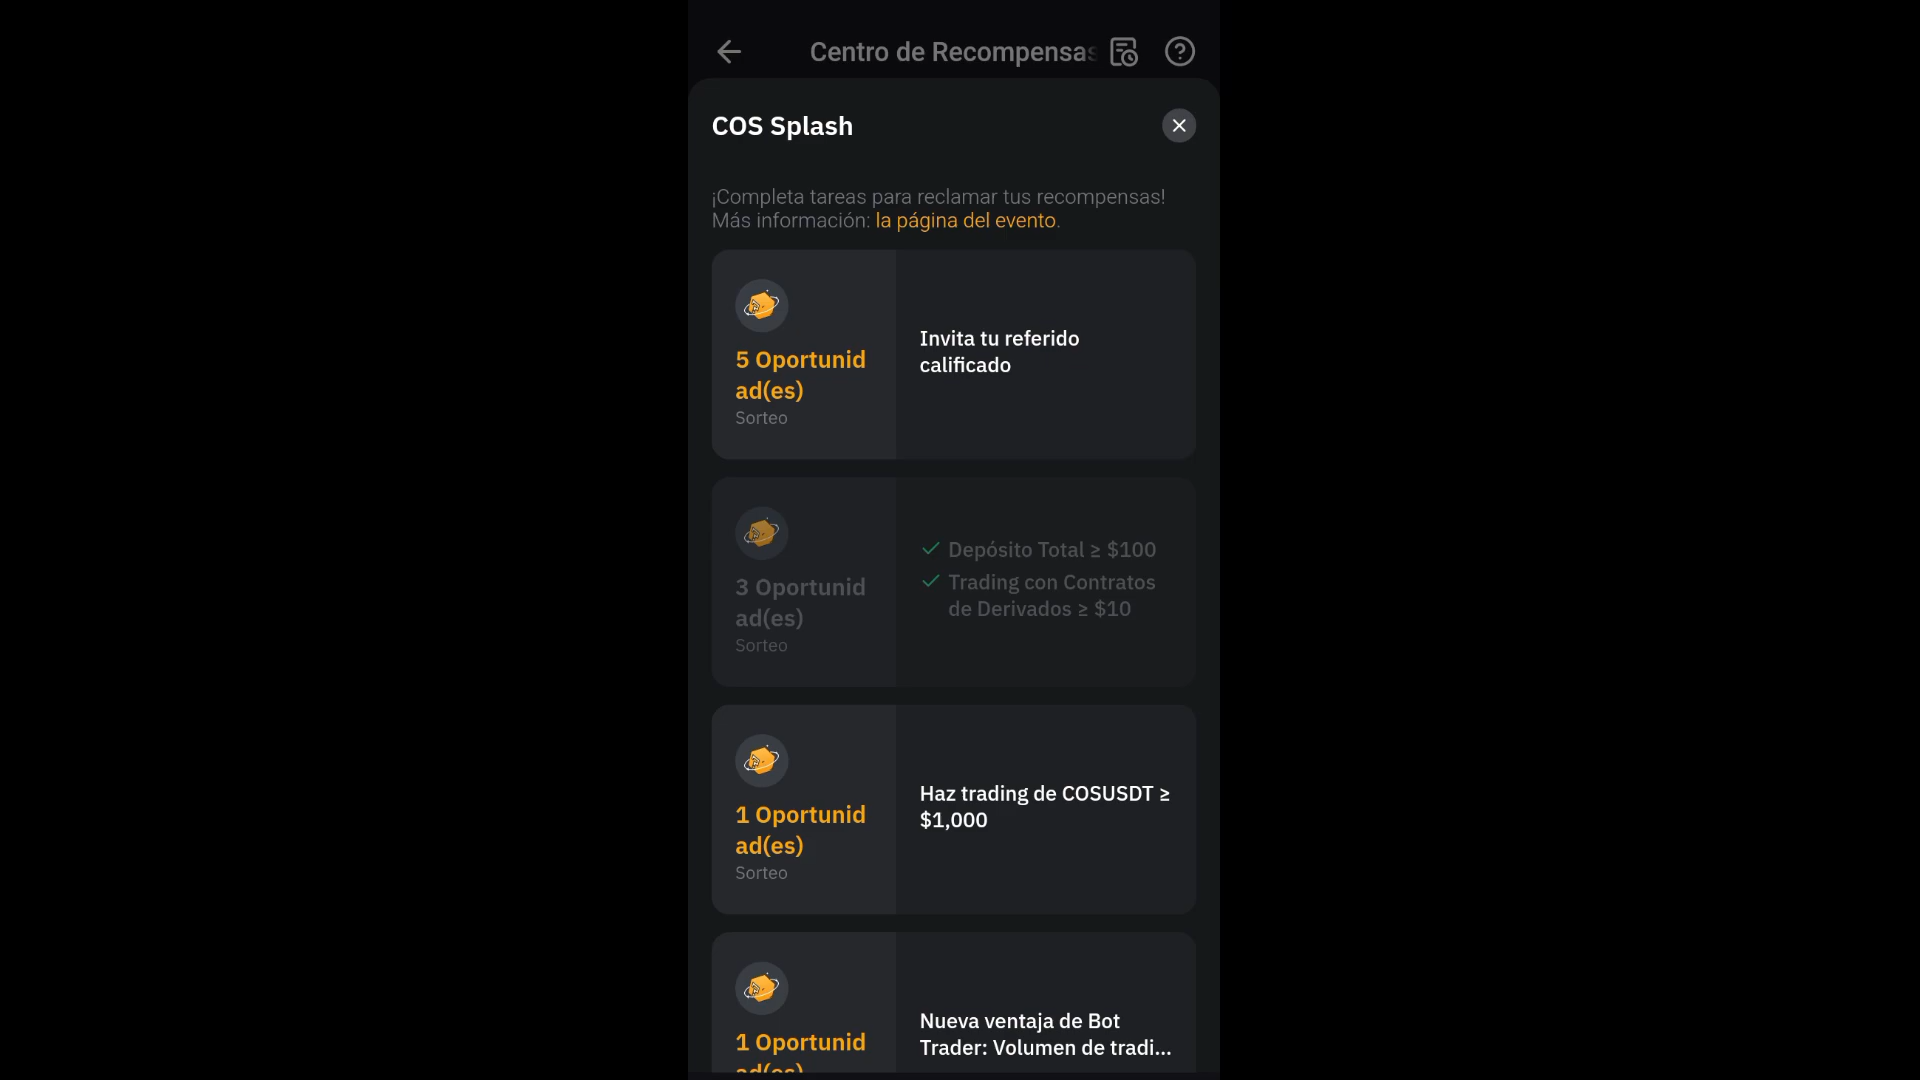 Centro de Recompensas
COS Splash
¡Completa tareas para reclamar tus recompensas!
Más información: la página del evento.
5 Oportunid
ad(es)
Sorteo
Invita tu referido
calificado
3 Oportunid
ad(es)
Sorteo
Depósito Total ≥ $100
Trading con Contratos
de Derivados ≥ $10
1 Oportunid
ad(es)
Sorteo
Haz trading de COSUSDT ≥
$1,000
1 Oportunid
ad(es)
Nueva ventaja de Bot
Trader: Volumen de tradi...